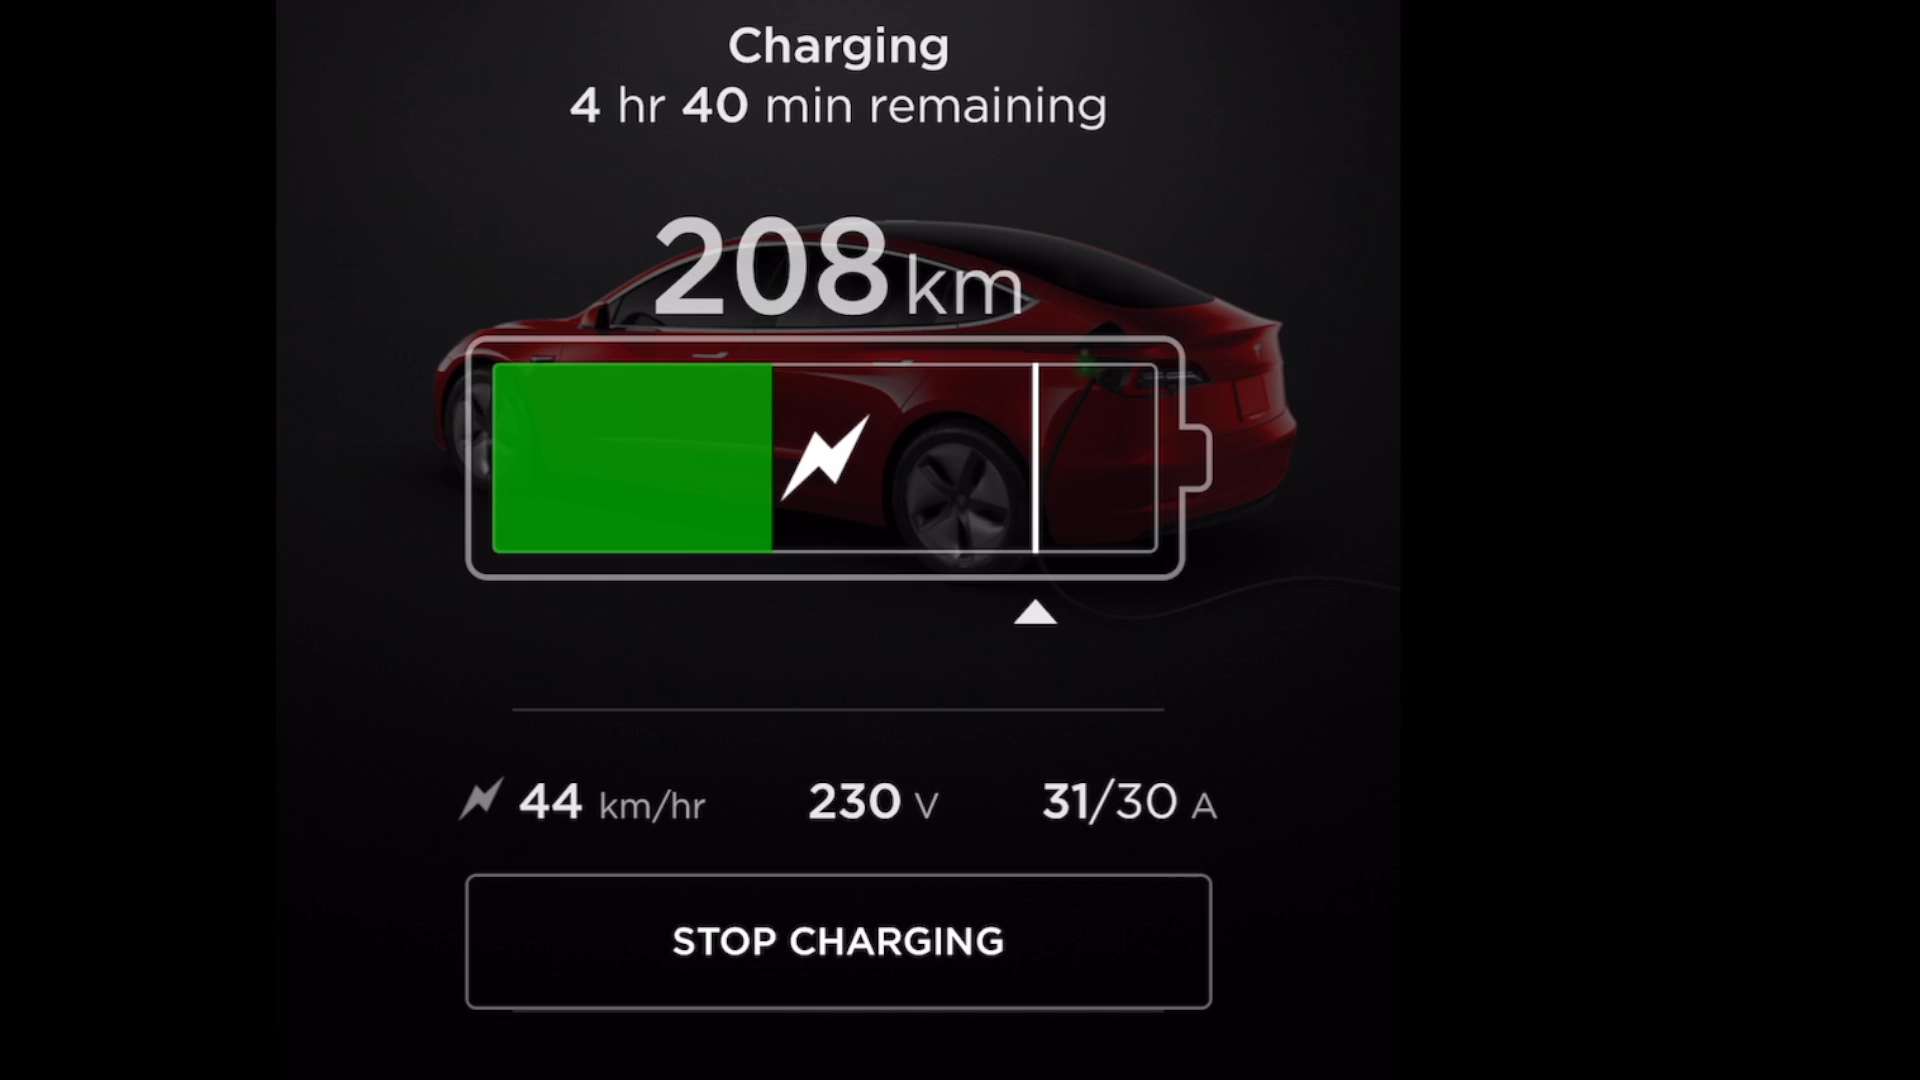 Charging
4 hr 40 min remaining
208 km
44 km/hr 230 V 31/30 A
STOP CHARGING